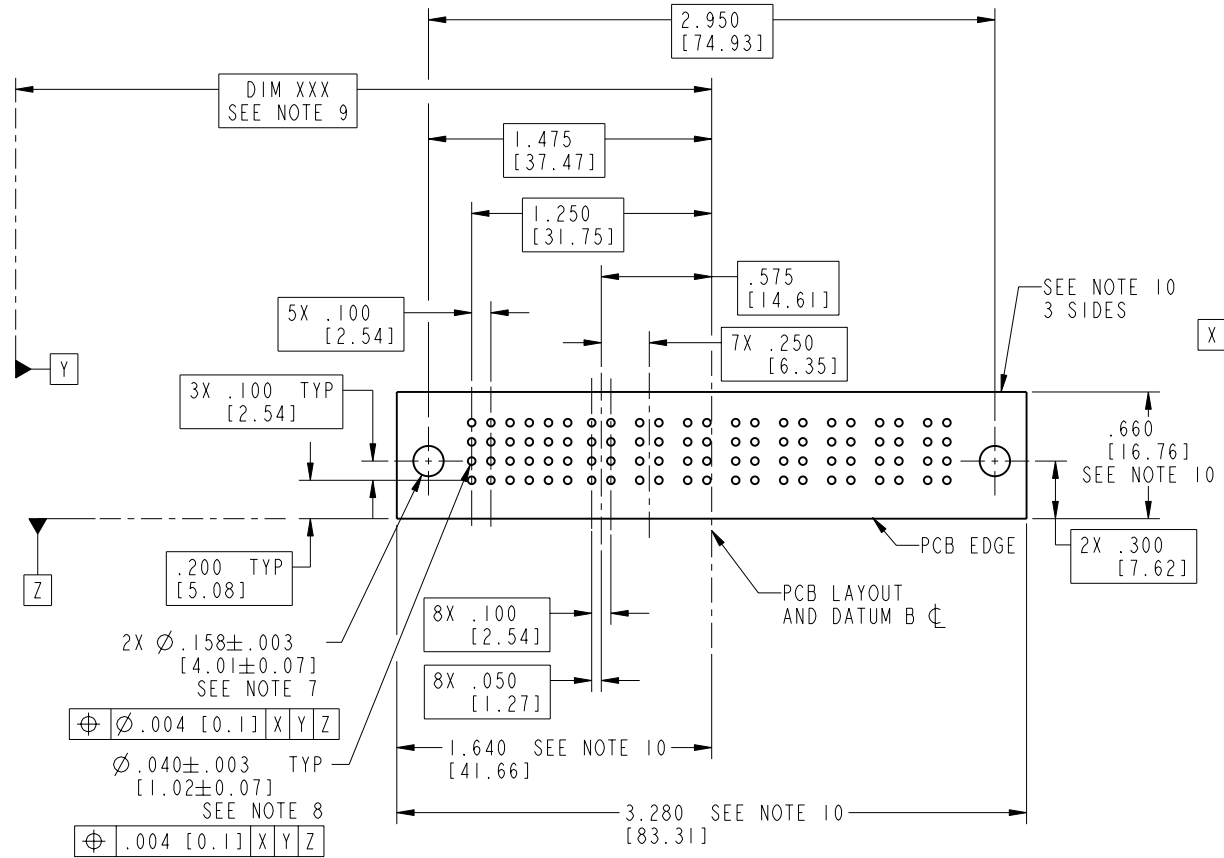 2.950
[74.93]
DIM XXX
SEE NOTE 9
1.475
[37.47]
1.250
[31.75]
.575
[14.61]
SEE NOTE 10
3 SIDES
5X .100
[2.54]
7X .250
[6.35]
X
Y
3X .100 TYP
[2.54]
.660
[16.76]
SEE NOTE 10
PCB EDGE
2X .300
[7.62]
.200 TYP
[5.08]
Z
PCB LAYOUT
AND DATUM B ℄
8X .100
[2.54]
2X Ø.158±.003
[4.01±0.07]
SEE NOTE 7
8X .050
[1.27]
⌖ Ø.004 [0.1] X Y Z
1.640 SEE NOTE 10
[41.66]
Ø.040±.003 TYP
[1.02±0.07]
SEE NOTE 8
3.280 SEE NOTE 10
[83.31]
⌖ .004 [0.1] X Y Z